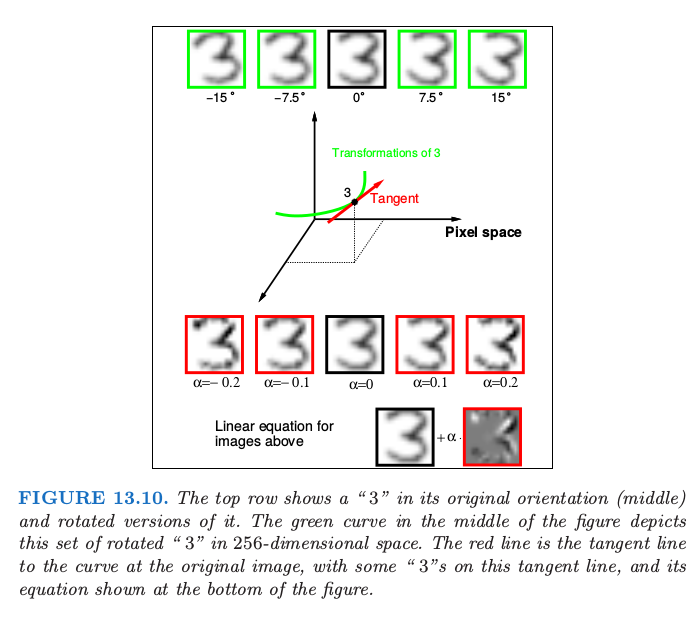 −15° −7.5° 0° 7.5° 15°
Transformations of 3
3
Tangent
Pixel space
α=− 0.2 α=− 0.1 α=0 α=0.1 α=0.2
Linear equation for
images above
+α ·
FIGURE 13.10. The top row shows a “3” in its original orientation (middle)
and rotated versions of it. The green curve in the middle of the figure depicts
this set of rotated “3” in 256-dimensional space. The red line is the tangent line
to the curve at the original image, with some “3”s on this tangent line, and its
equation shown at the bottom of the figure.